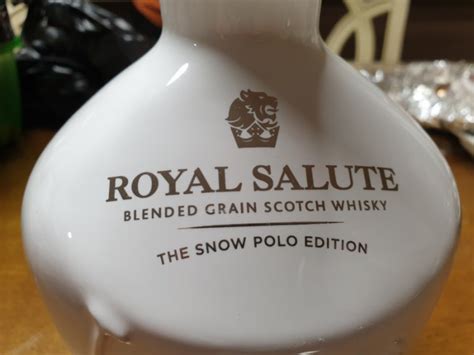 ROYAL SALUTE
BLENDED GRAIN SCOTCH WHISKY
THE SNOW POLO EDITION